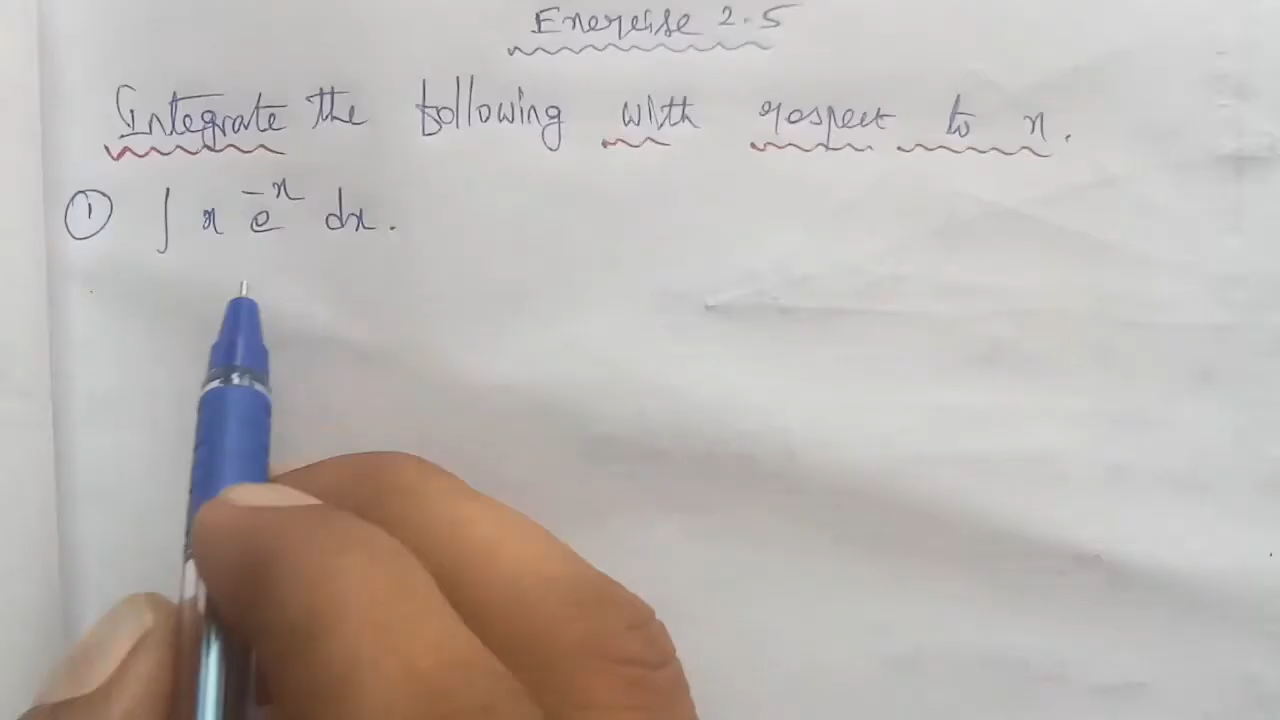 Exercise 2.5
Integrate the following with respect to x.
① ∫ x e^-x dx.